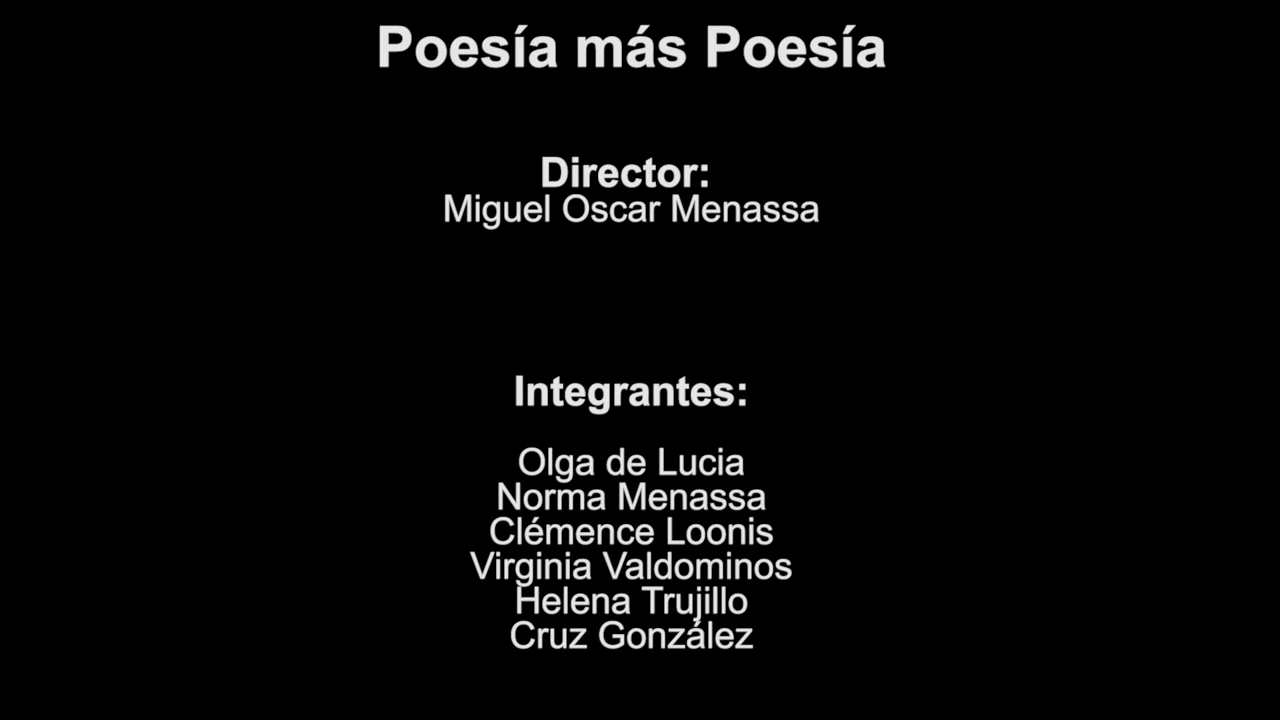 Poesía más Poesía
Director:
Miguel Oscar Menassa
Integrantes:
Olga de Lucia
Norma Menassa
Clémence Loonis
Virginia Valdominos
Helena Trujillo
Cruz González